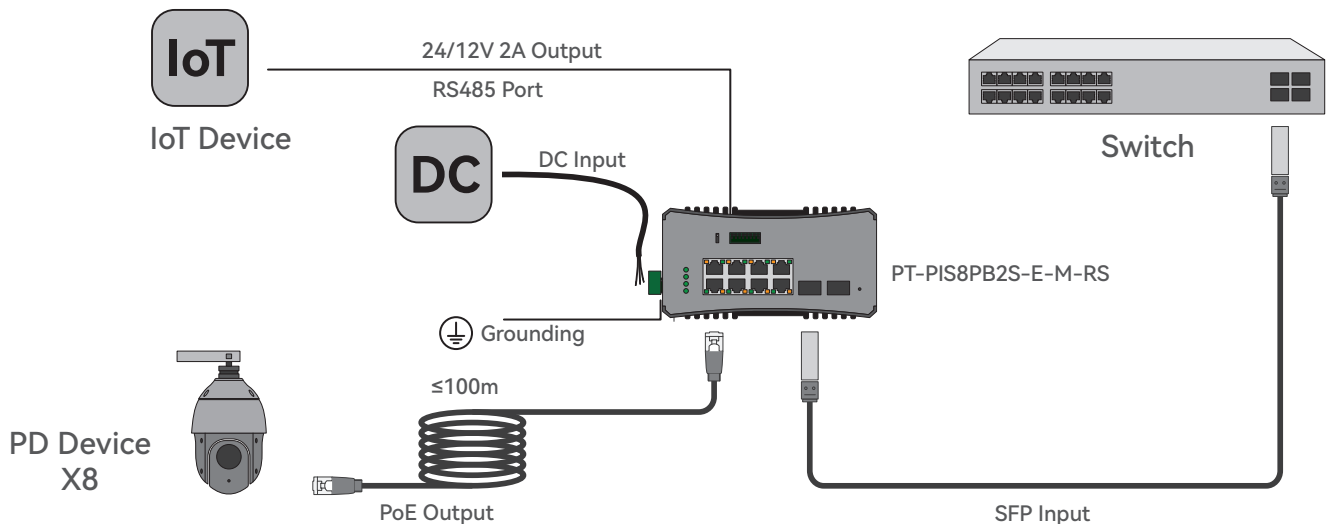 IoT
IoT Device
24/12V 2A Output
RS485 Port
DC
DC Input
Switch
PT-PIS8PB2S-E-M-RS
Grounding
≤100m
PD Device
X8
PoE Output
SFP Input